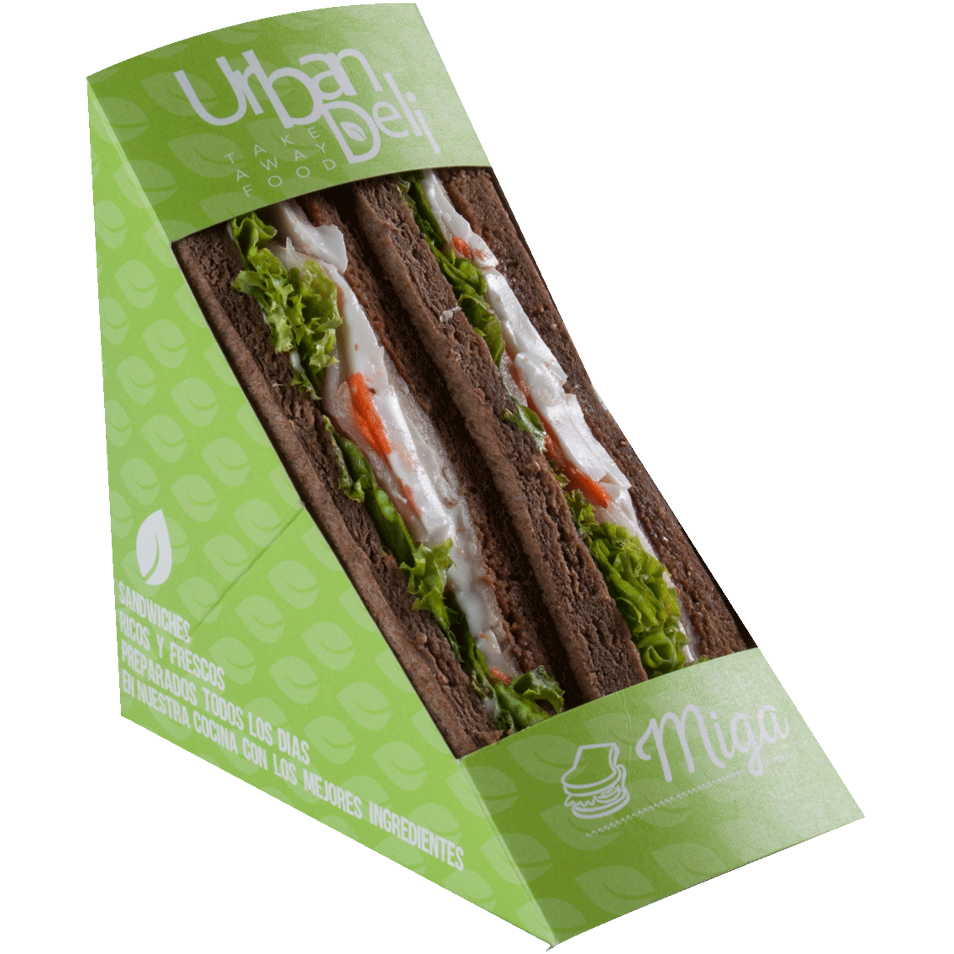 Urban
Deli
TAKE
AWAY
FOOD
SANDWICHES
RICOS Y FRESCOS
PREPARADOS TODOS LOS DÍAS
EN NUESTRA COCINA CON LOS MEJORES INGREDIENTES
Miga